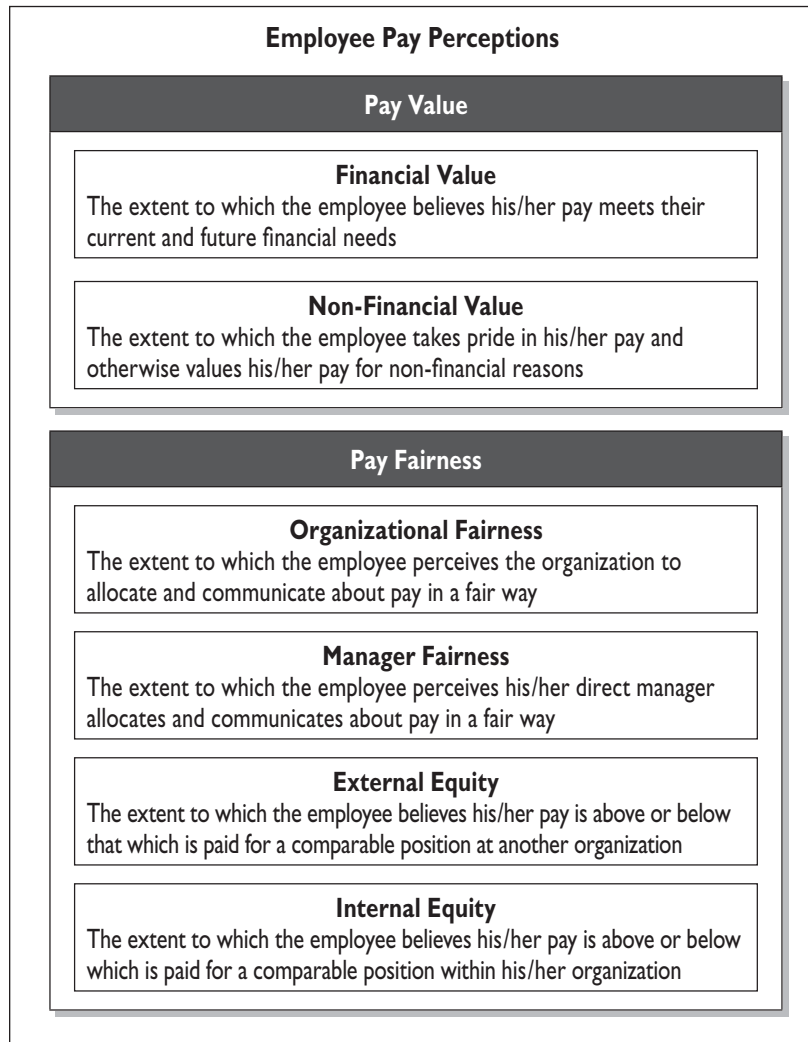 Employee Pay Perceptions
Pay Value
Financial Value
The extent to which the employee believes his/her pay meets their
current and future financial needs
Non-Financial Value
The extent to which the employee takes pride in his/her pay and
otherwise values his/her pay for non-financial reasons
Pay Fairness
Organizational Fairness
The extent to which the employee perceives the organization to
allocate and communicate about pay in a fair way
Manager Fairness
The extent to which the employee perceives his/her direct manager
allocates and communicates about pay in a fair way
External Equity
The extent to which the employee believes his/her pay is above or below
that which is paid for a comparable position at another organization
Internal Equity
The extent to which the employee believes his/her pay is above or below
which is paid for a comparable position within his/her organization